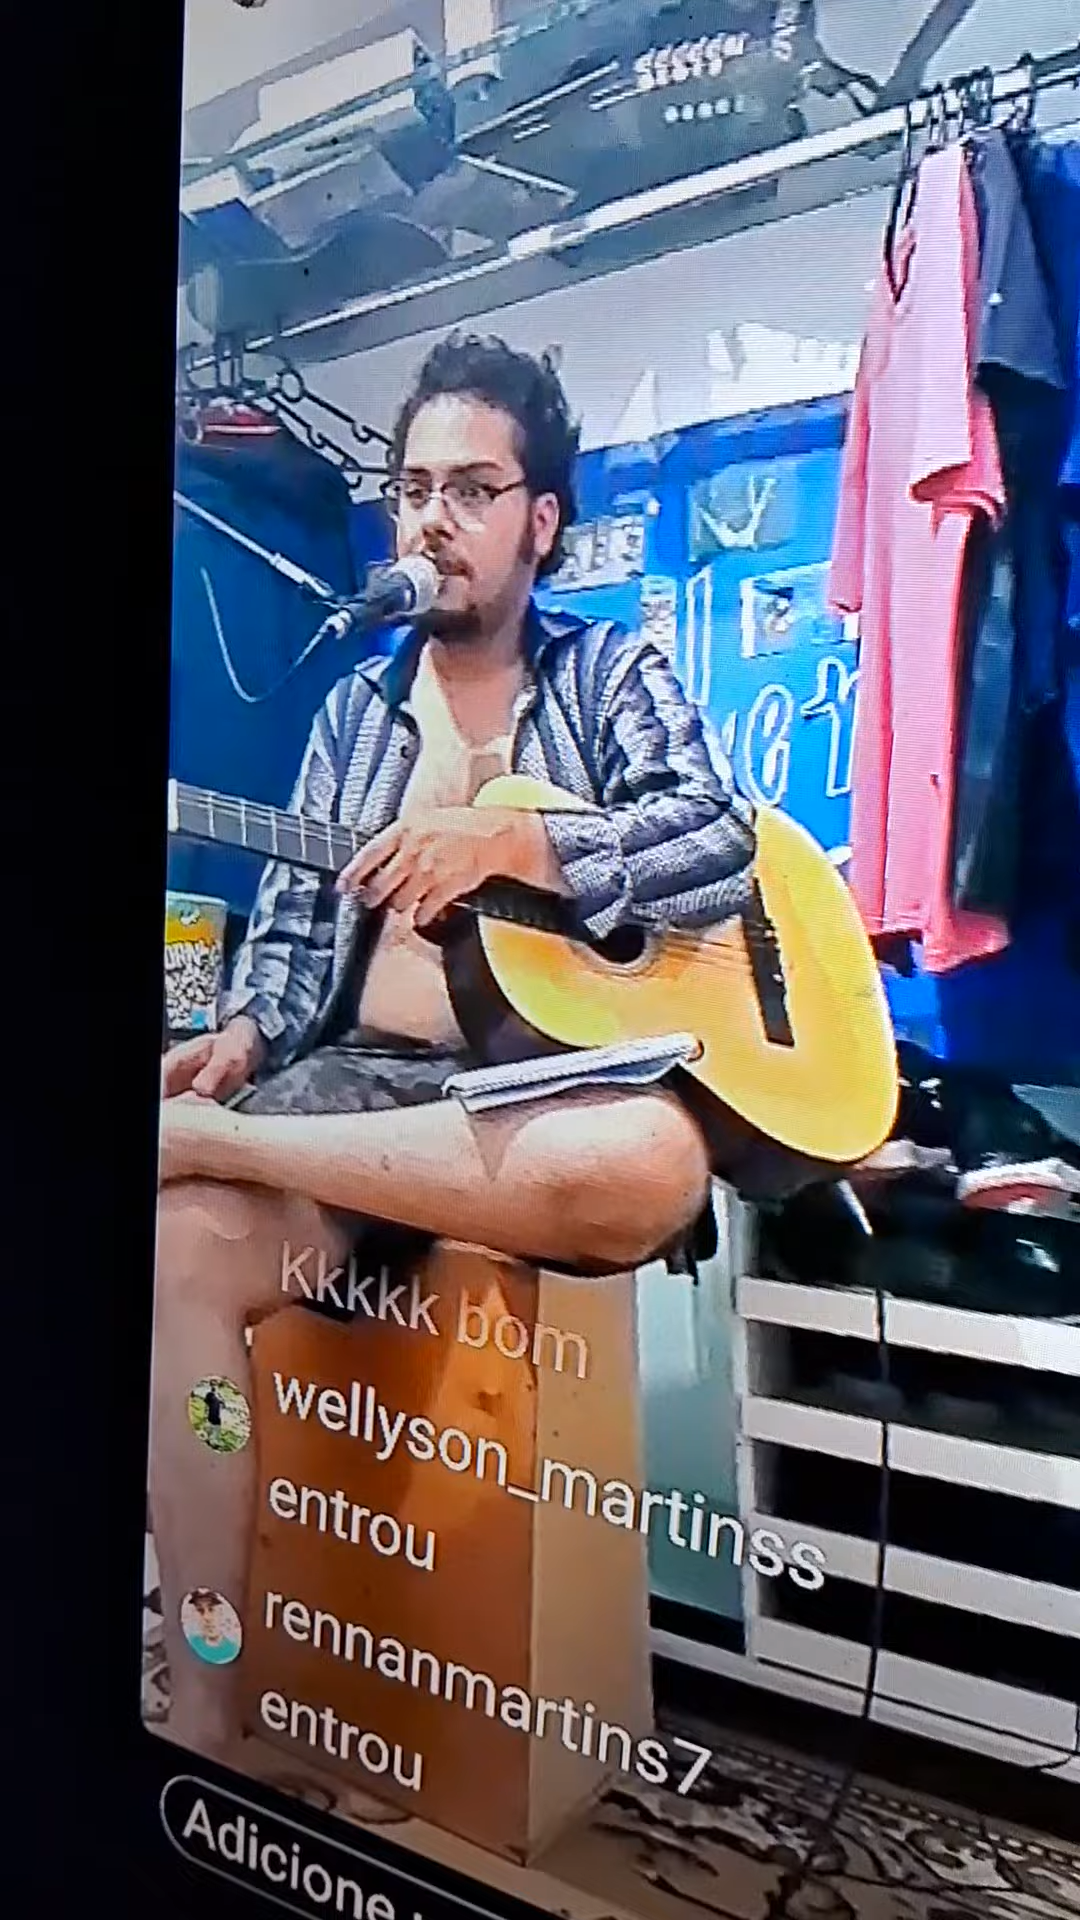 Kkkkk bom
wellyson_martinss
entrou
rennanmartins7
entrou
Adicione